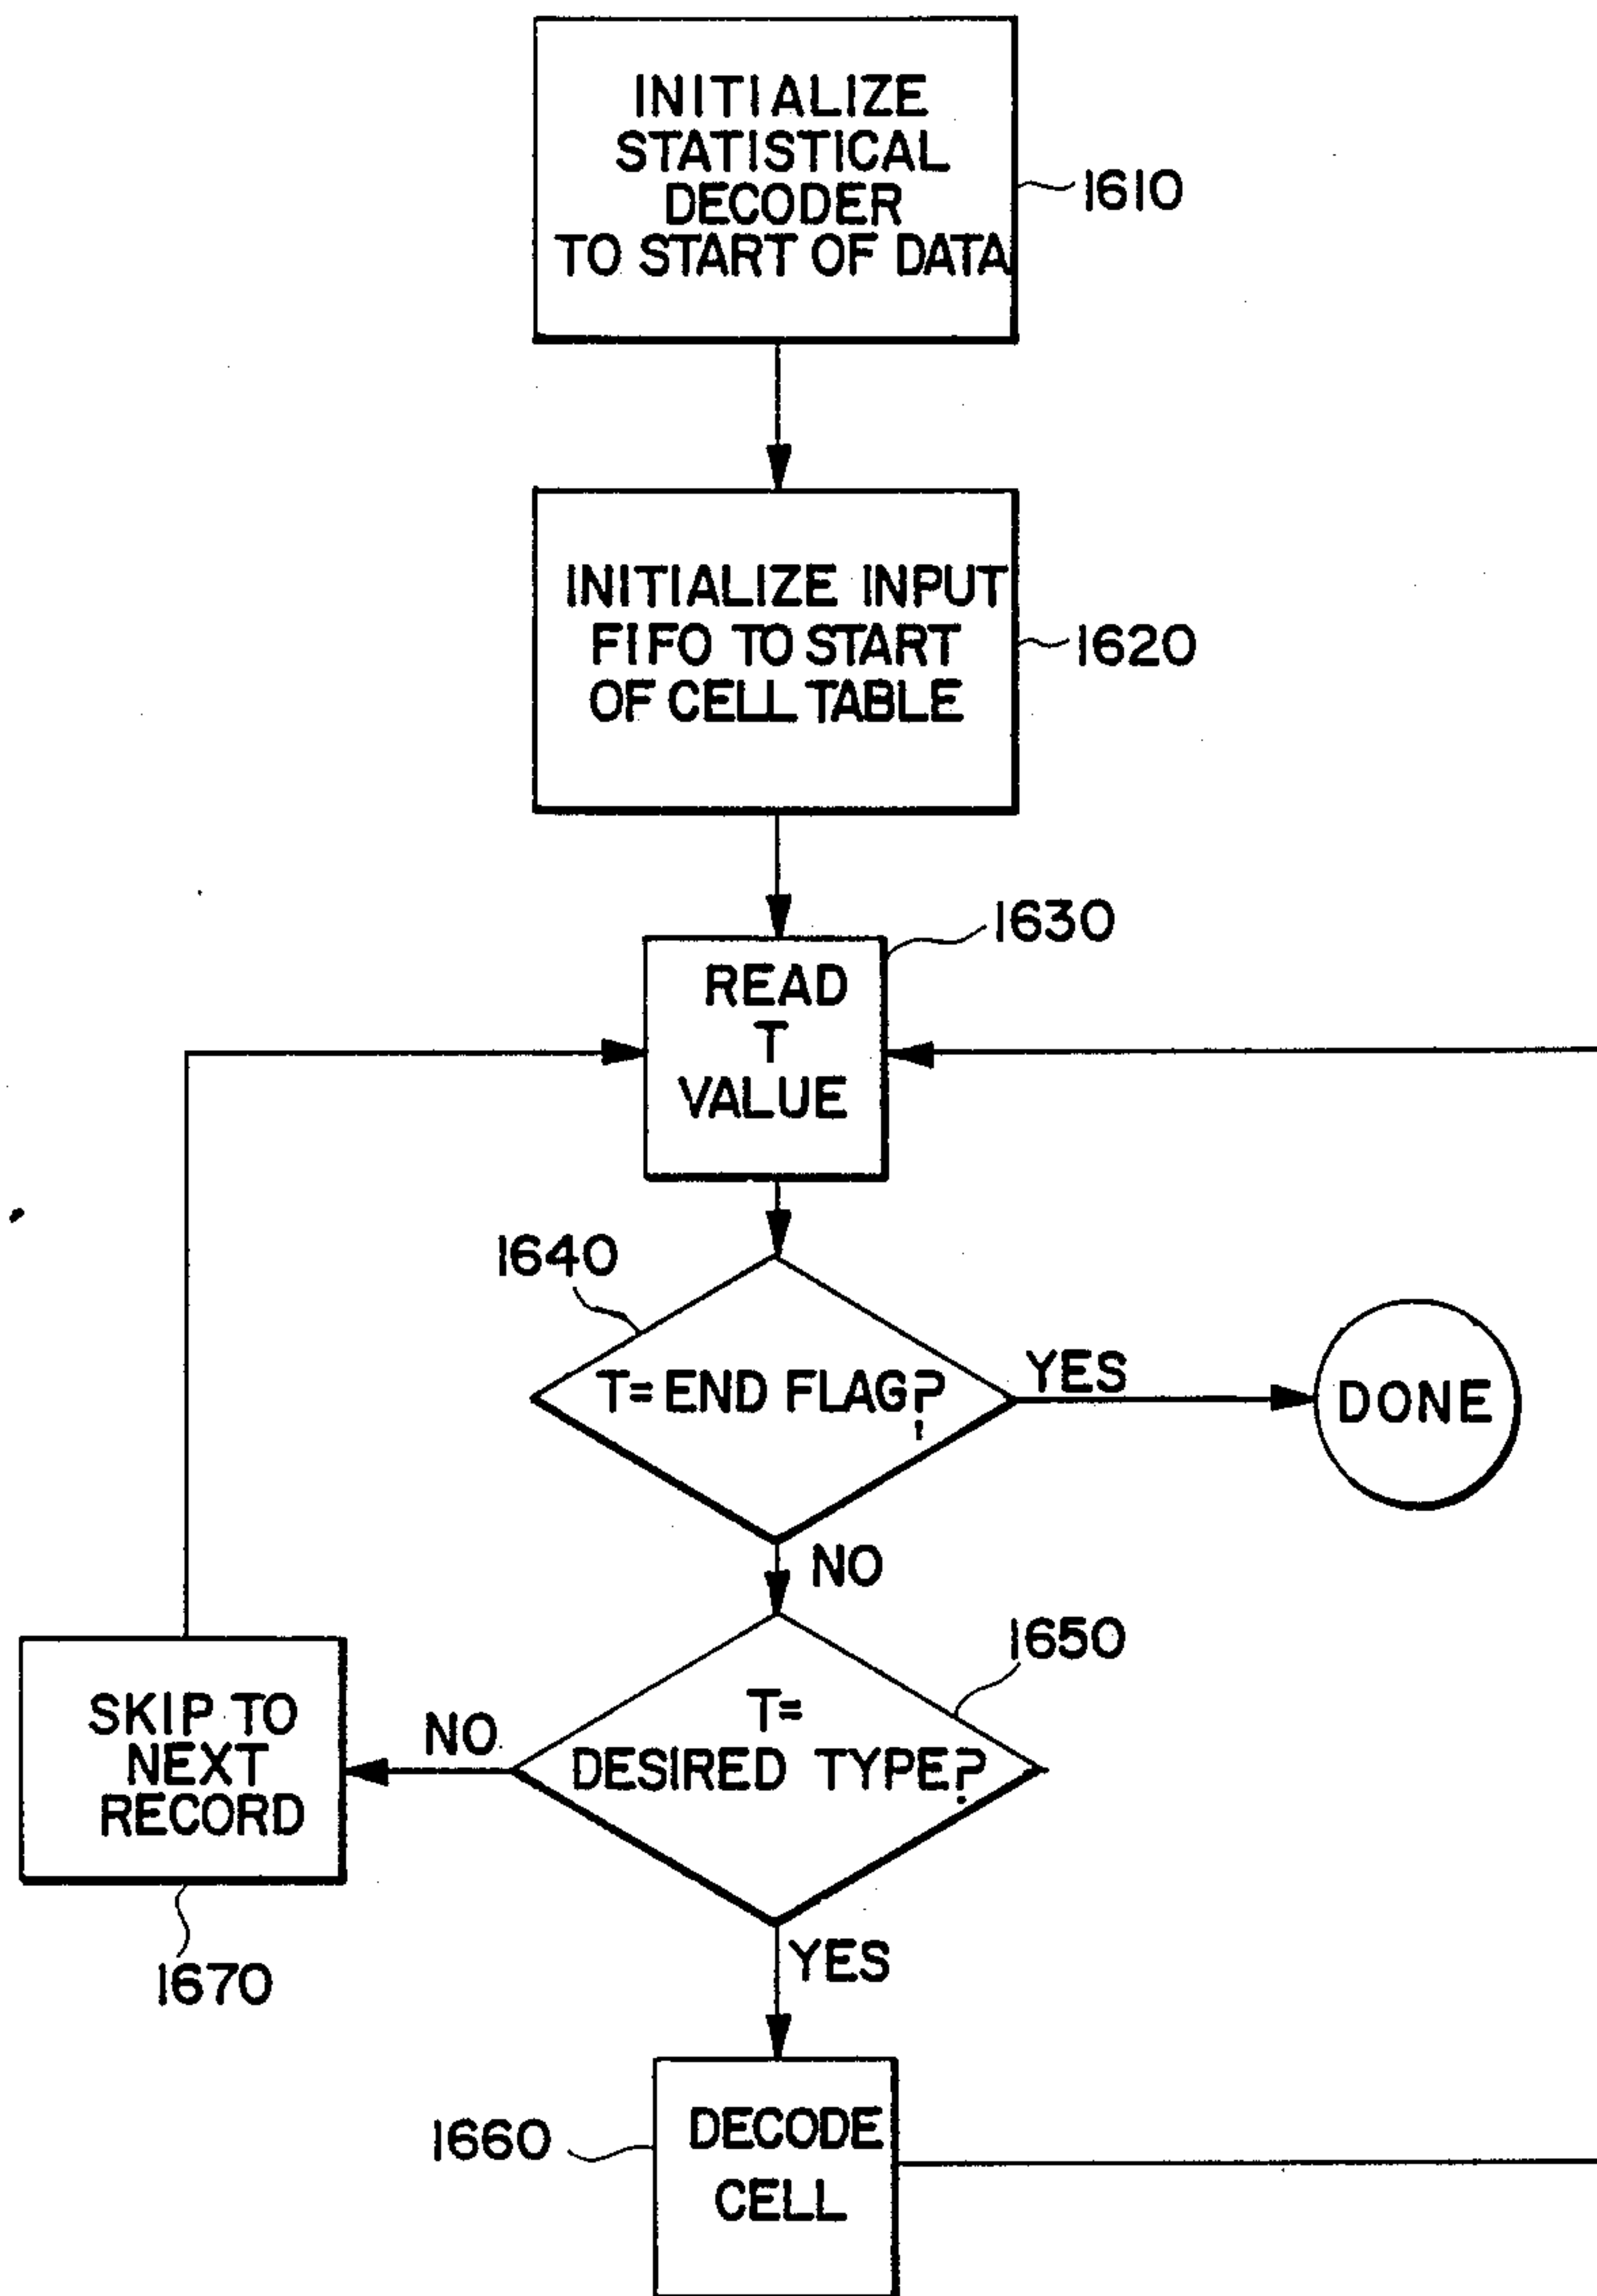 INITIALIZE
STATISTICAL
DECODER
TO START OF DATA
1610
INITIALIZE INPUT
FIFO TO START
OF CELL TABLE
1620
1630
READ
T
VALUE
1640
T= END FLAG?
YES
DONE
NO
1650
T=
DESIRED TYPE?
NO
SKIP TO
NEXT
RECORD
1670
YES
1660
DECODE
CELL